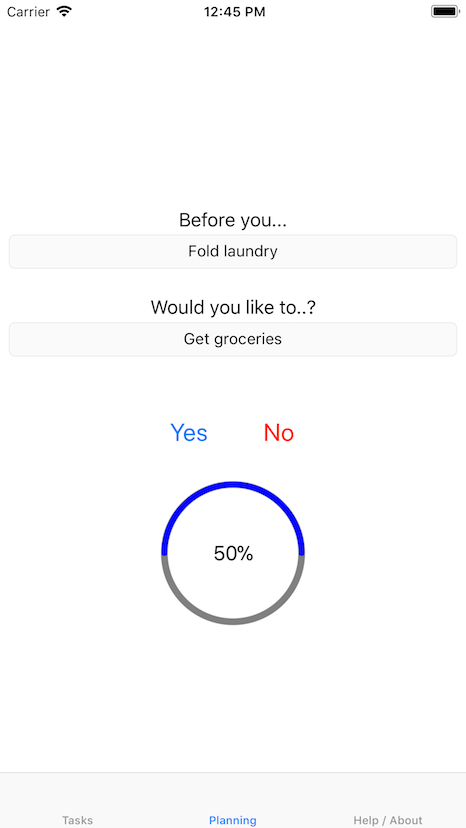 Carrier 12:45 PM
Before you...
Fold laundry
Would you like to..?
Get groceries
Yes No
50%
Tasks Planning Help / About